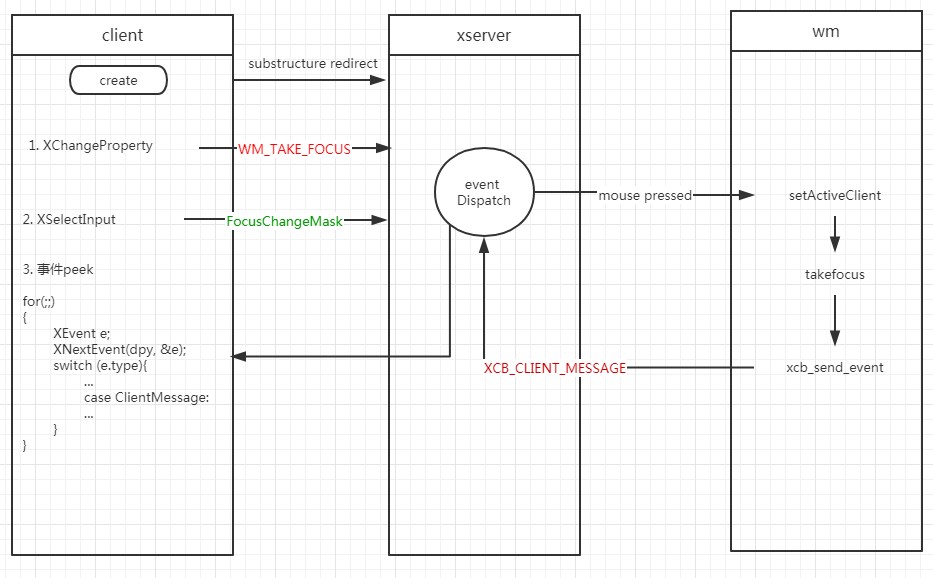 client
xserver
wm
create
substructure redirect
1. XChangeProperty
WM_TAKE_FOCUS
event
Dispatch
mouse pressed
setActiveClient
2. XSelectInput
FocusChangeMask
3. 事件peek
takefocus
for(;;)
{
XEvent e;
XNextEvent(dpy, &e);
switch (e.type){
...
case ClientMessage:
...
}
}
XCB_CLIENT_MESSAGE
xcb_send_event